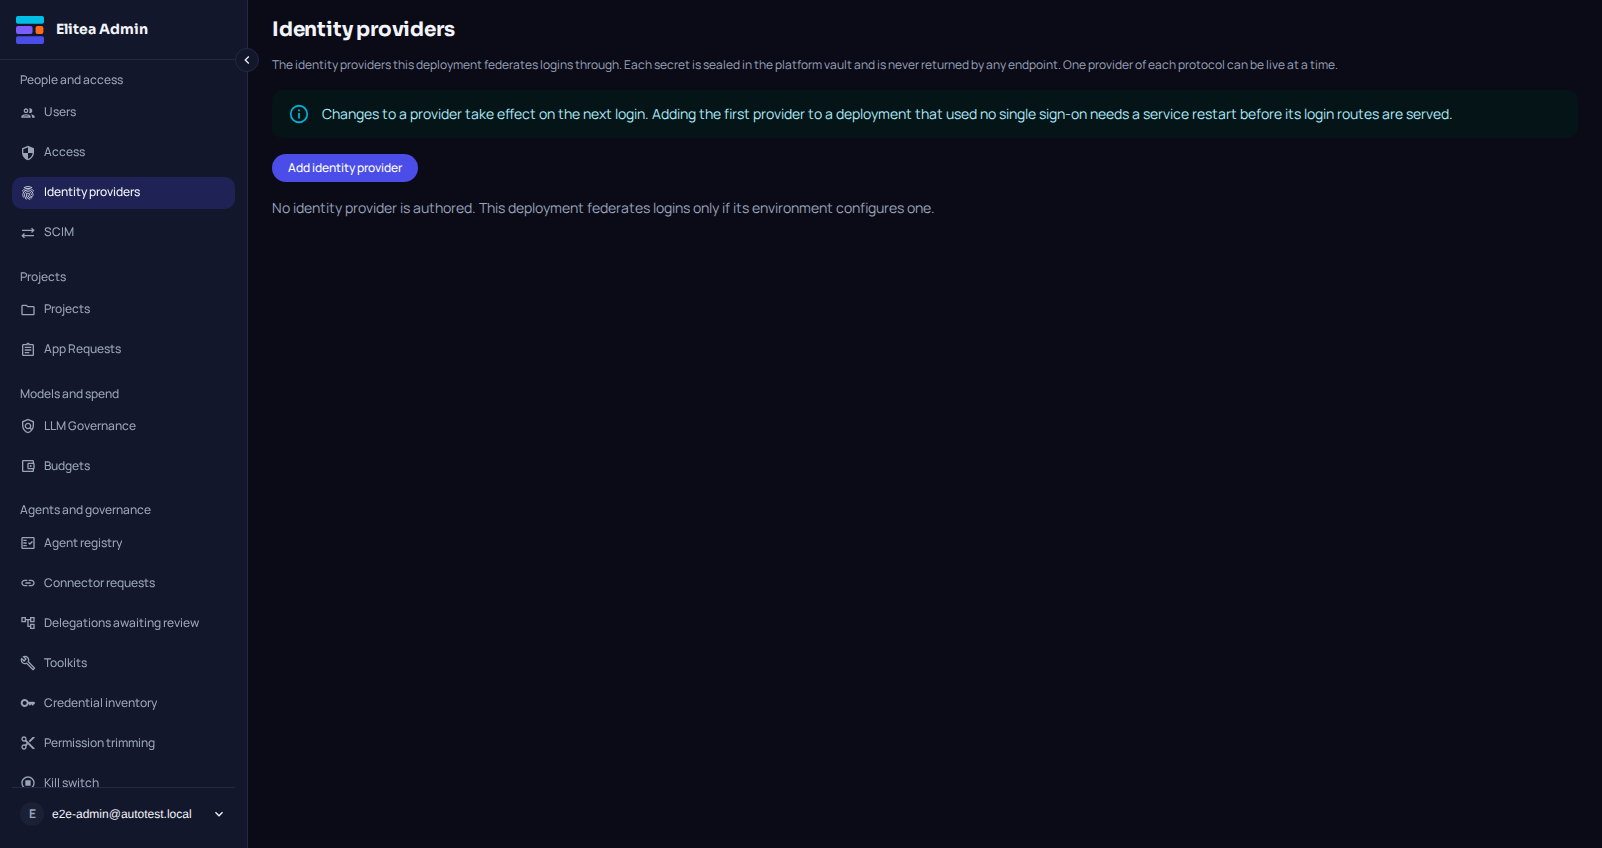 Elitea Admin
People and access
Users
Access
Identity providers
SCIM
Projects
Projects
App Requests
Models and spend
LLM Governance
Budgets
Agents and governance
Agent registry
Connector requests
Delegations awaiting review
Toolkits
Credential inventory
Permission trimming
Kill switch
E
e2e-admin@autotest.local
Identity providers
The identity providers this deployment federates logins through. Each secret is sealed in the platform vault and is never returned by any endpoint. One provider of each protocol can be live at a time.
Changes to a provider take effect on the next login. Adding the first provider to a deployment that used no single sign-on needs a service restart before its login routes are served.
Add identity provider
No identity provider is authored. This deployment federates logins only if its environment configures one.